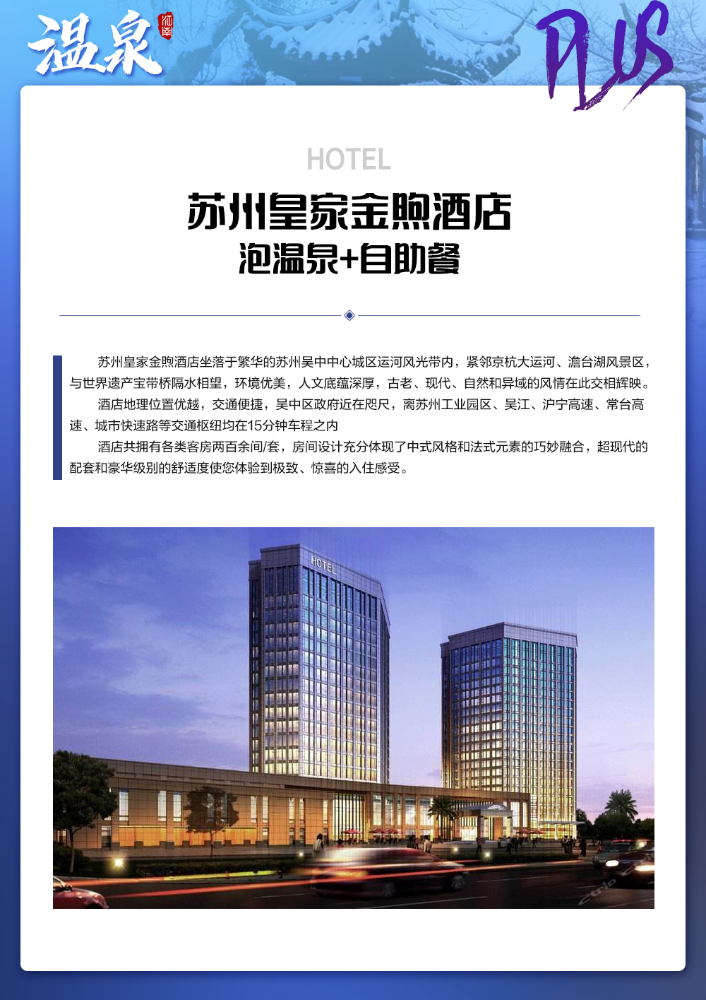 温泉
江南
PLUS
HOTEL
苏州皇家金煦酒店
泡温泉+自助餐
苏州皇家金煦酒店坐落于繁华的苏州吴中中心城区运河风光带内，紧邻京杭大运河、澹台湖风景区，
与世界遗产宝带桥隔水相望，环境优美，人文底蕴深厚，古老、现代、自然和异域的风情在此交相辉映。
酒店地理位置优越，交通便捷，吴中区政府近在咫尺，离苏州工业园区、吴江、沪宁高速、常台高
速、城市快速路等交通枢纽均在15分钟车程之内
酒店共拥有各类客房两百余间/套，房间设计充分体现了中式风格和法式元素的巧妙融合，超现代的
配套和豪华级别的舒适度使您体验到极致、惊喜的入住感受。
HOTEL
Ctrip